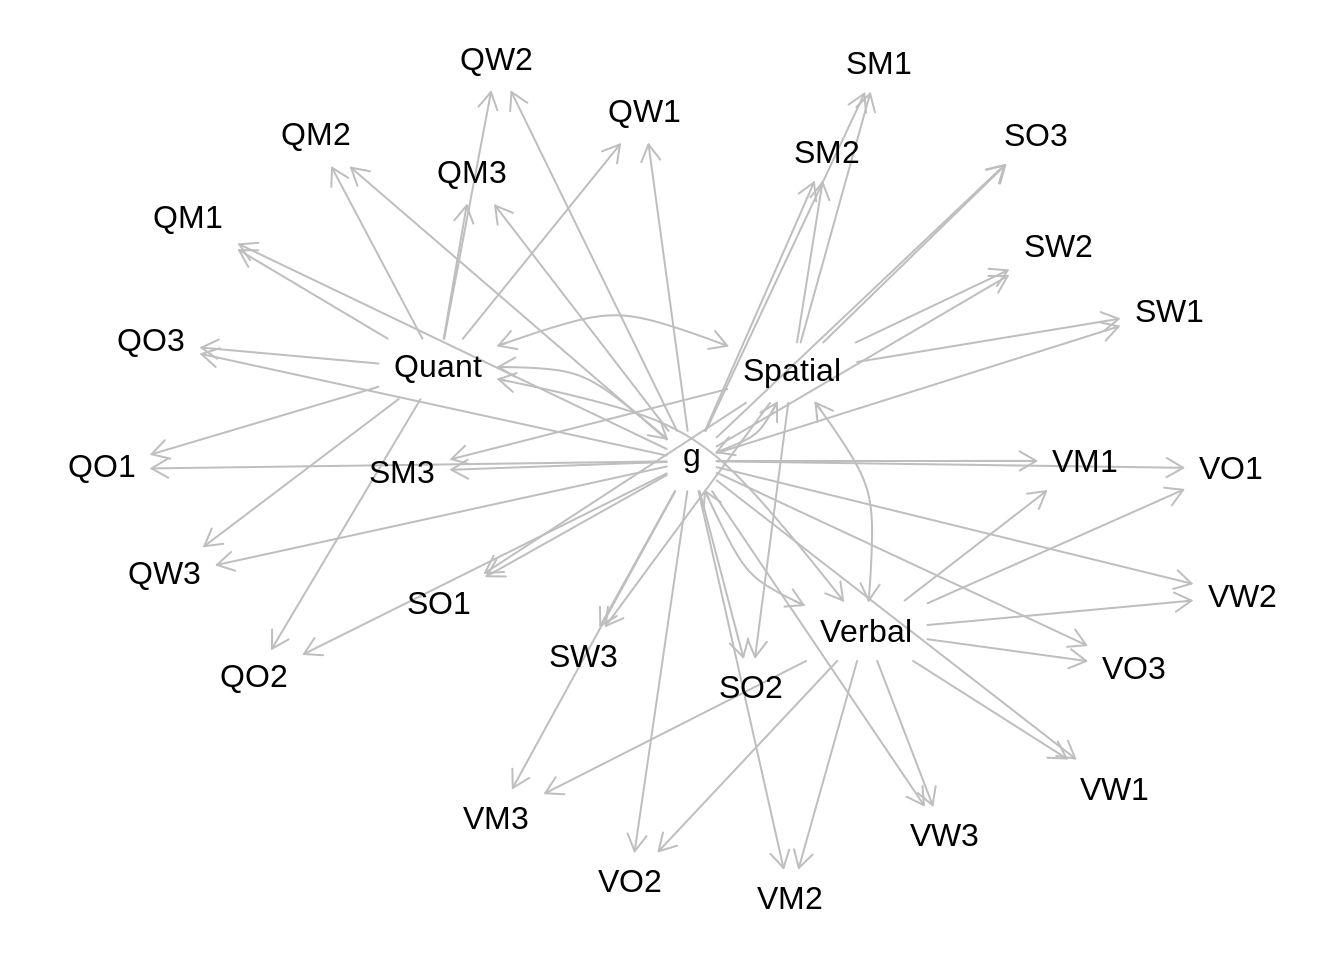 QW2
SM1
QW1
QM2
SO3
SM2
QM3
QM1
SW2
SW1
QO3
Quant
Spatial
g
VM1
QO1
SM3
VO1
QW3
VW2
SO1
Verbal
SW3
VO3
QO2
SO2
VW1
VM3
VW3
VO2
VM2